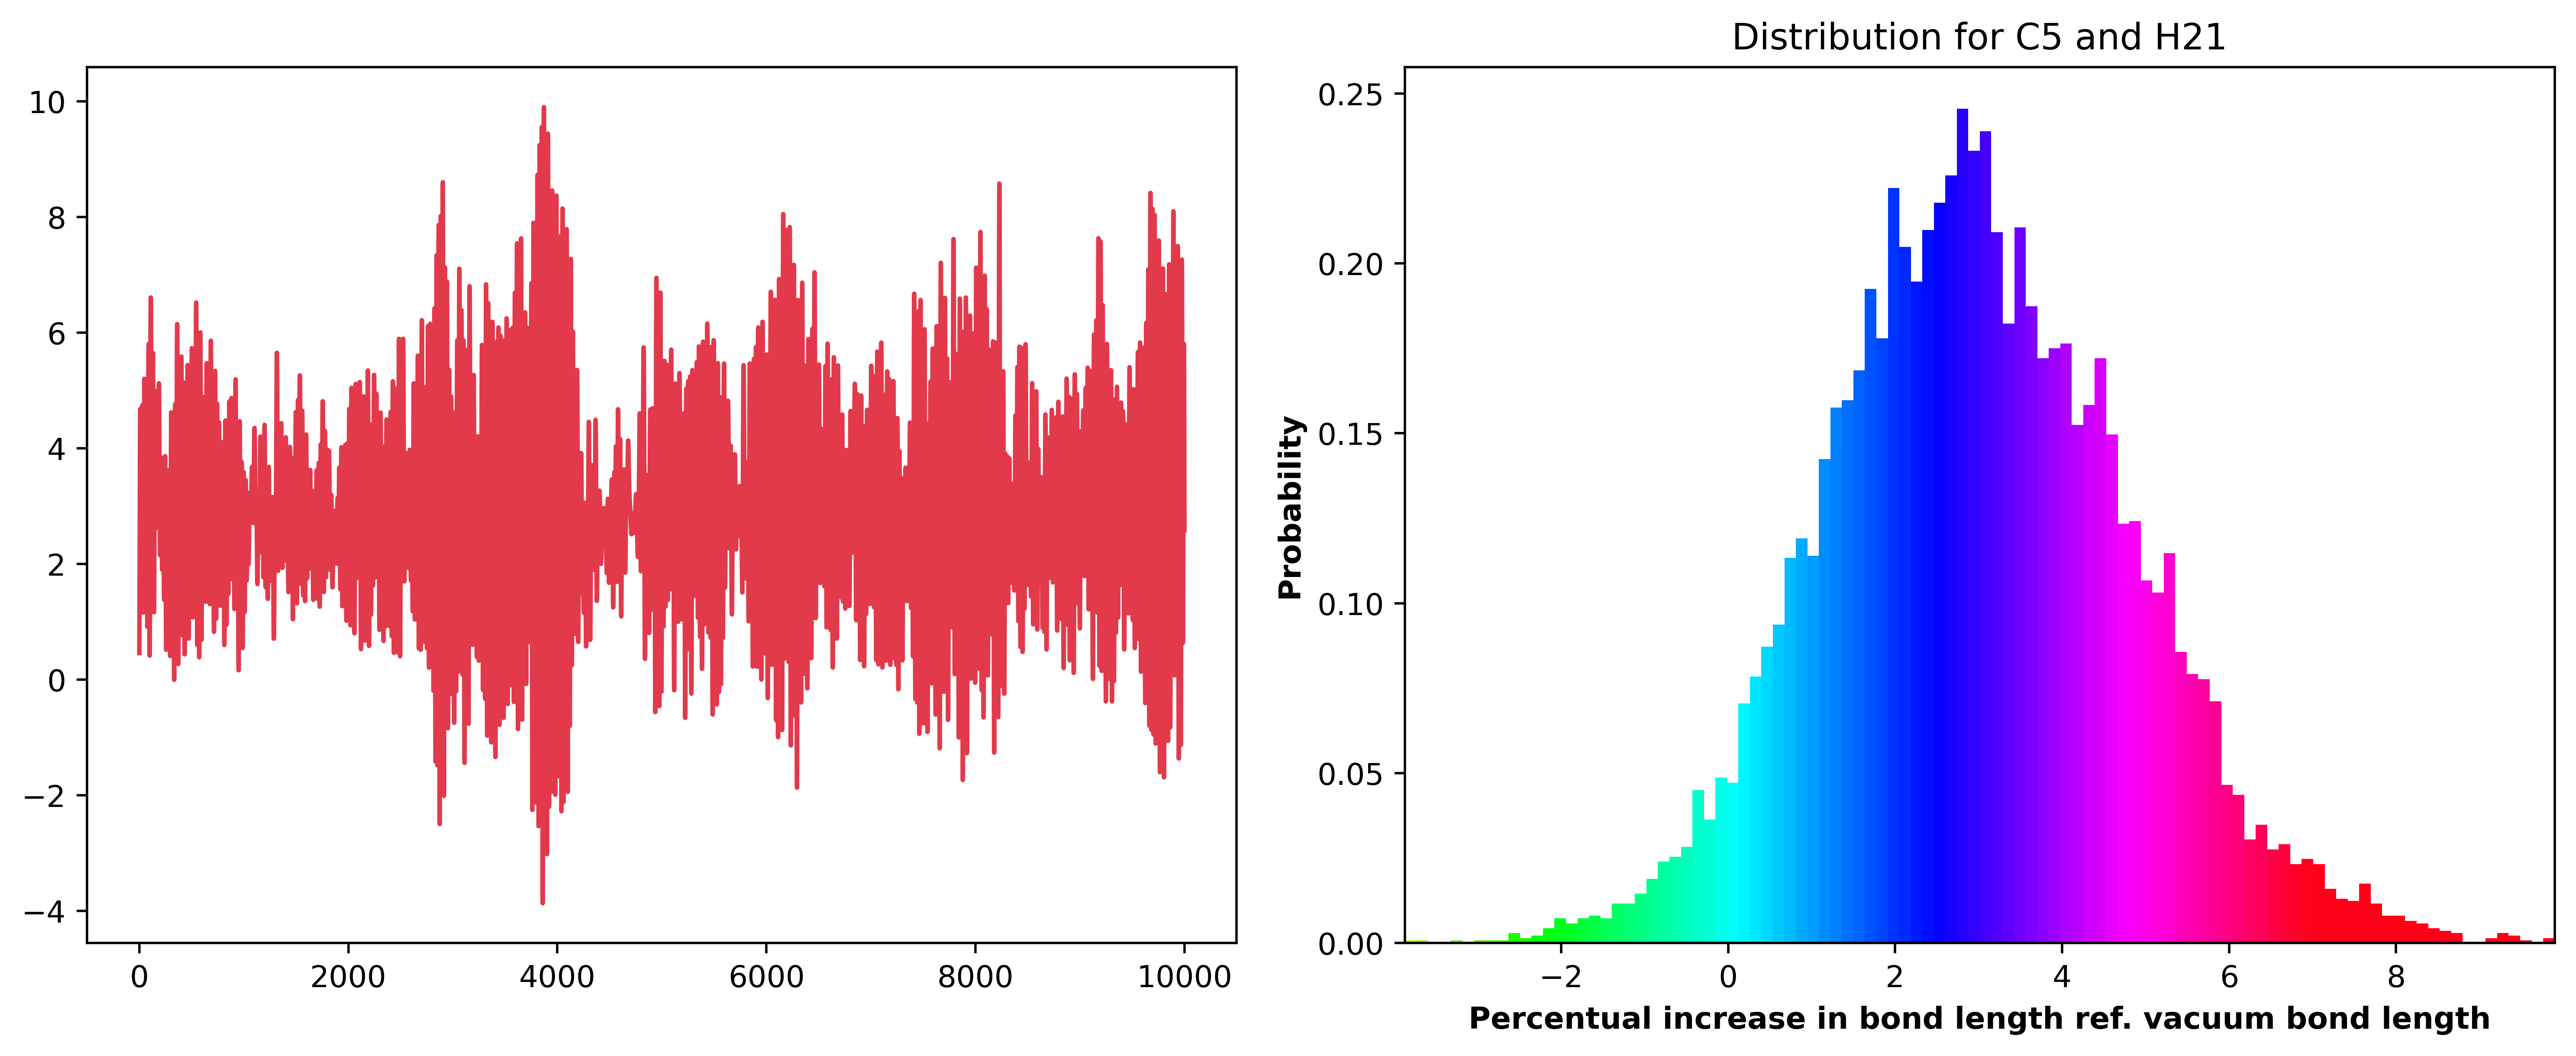 10
8
6
4
2
0
−2
−4
0 2000 4000 6000 8000 10000
Distribution for C5 and H21
0.25
0.20
0.15
0.10
0.05
0.00
Probability
−2 0 2 4 6 8
Percentual increase in bond length ref. vacuum bond length